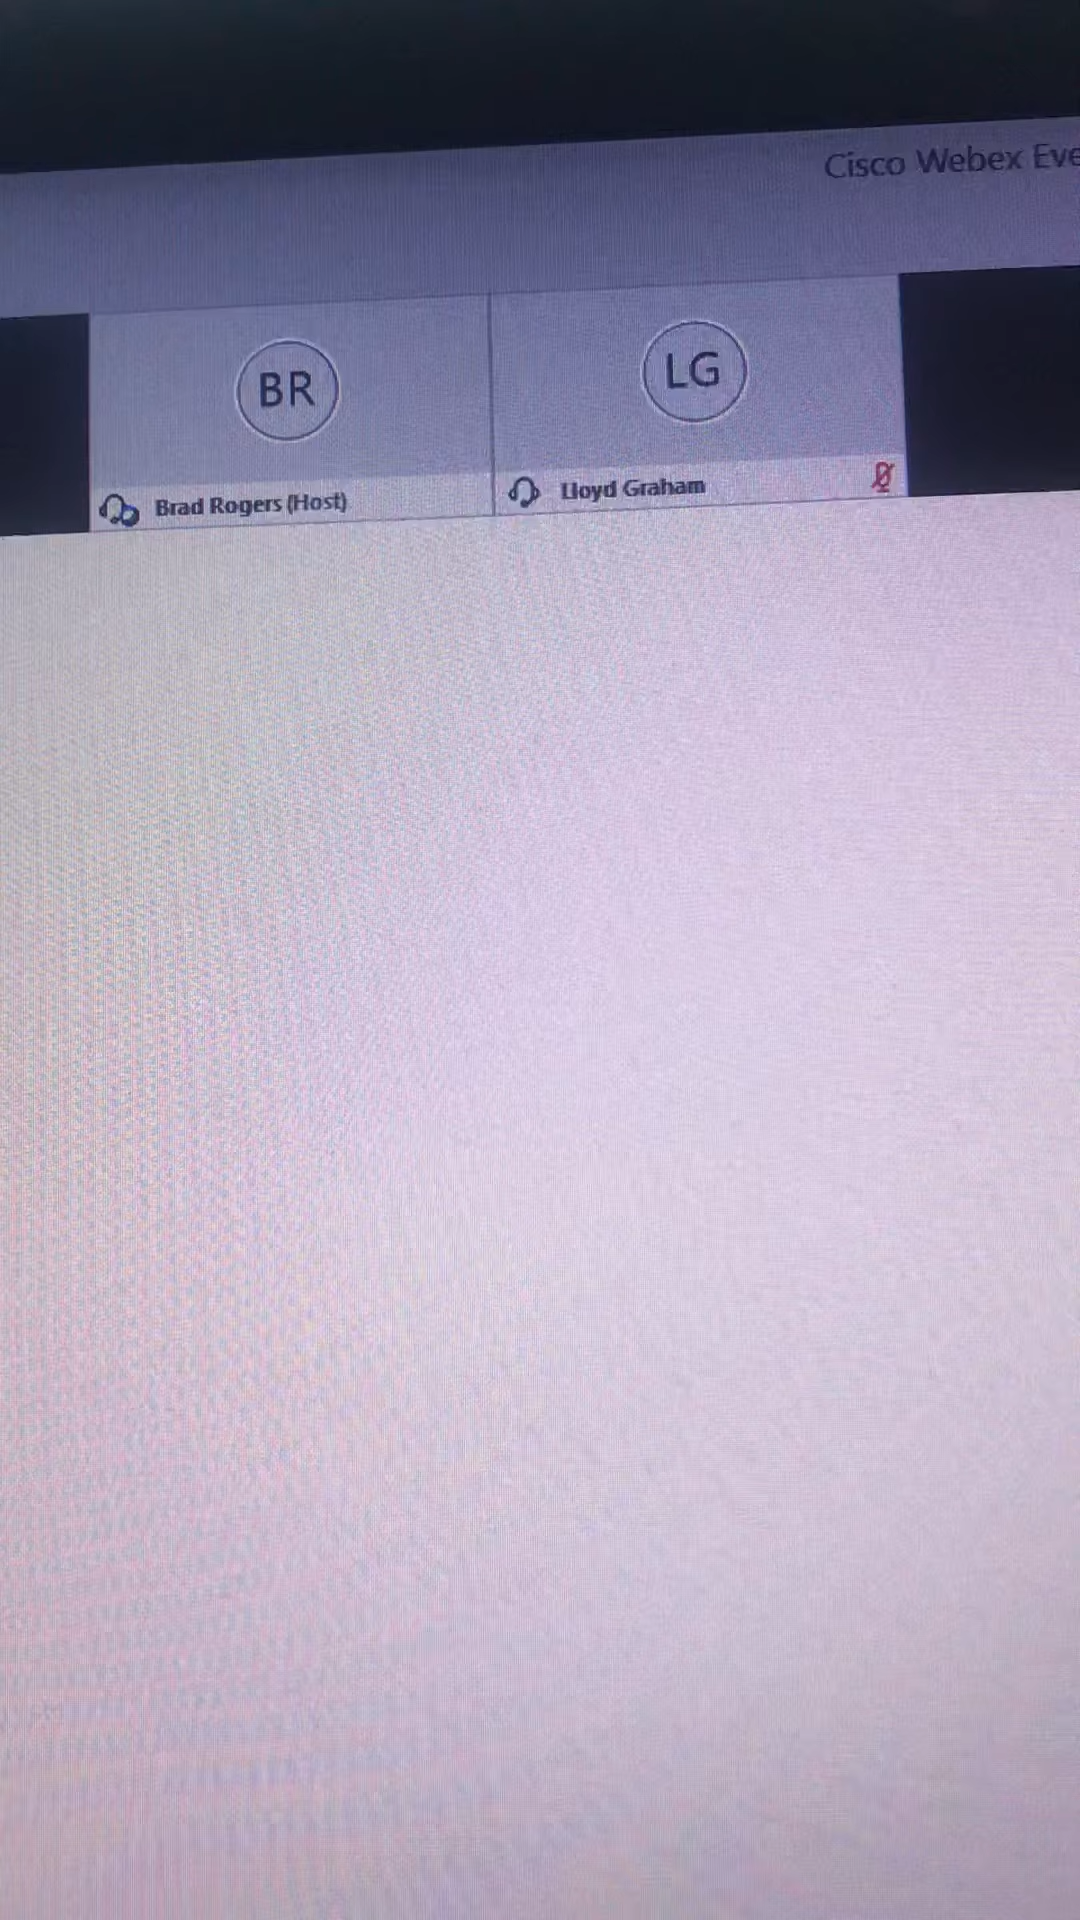 Cisco Webex Eve
BR
LG
Brad Rogers (Host)
Lloyd Graham